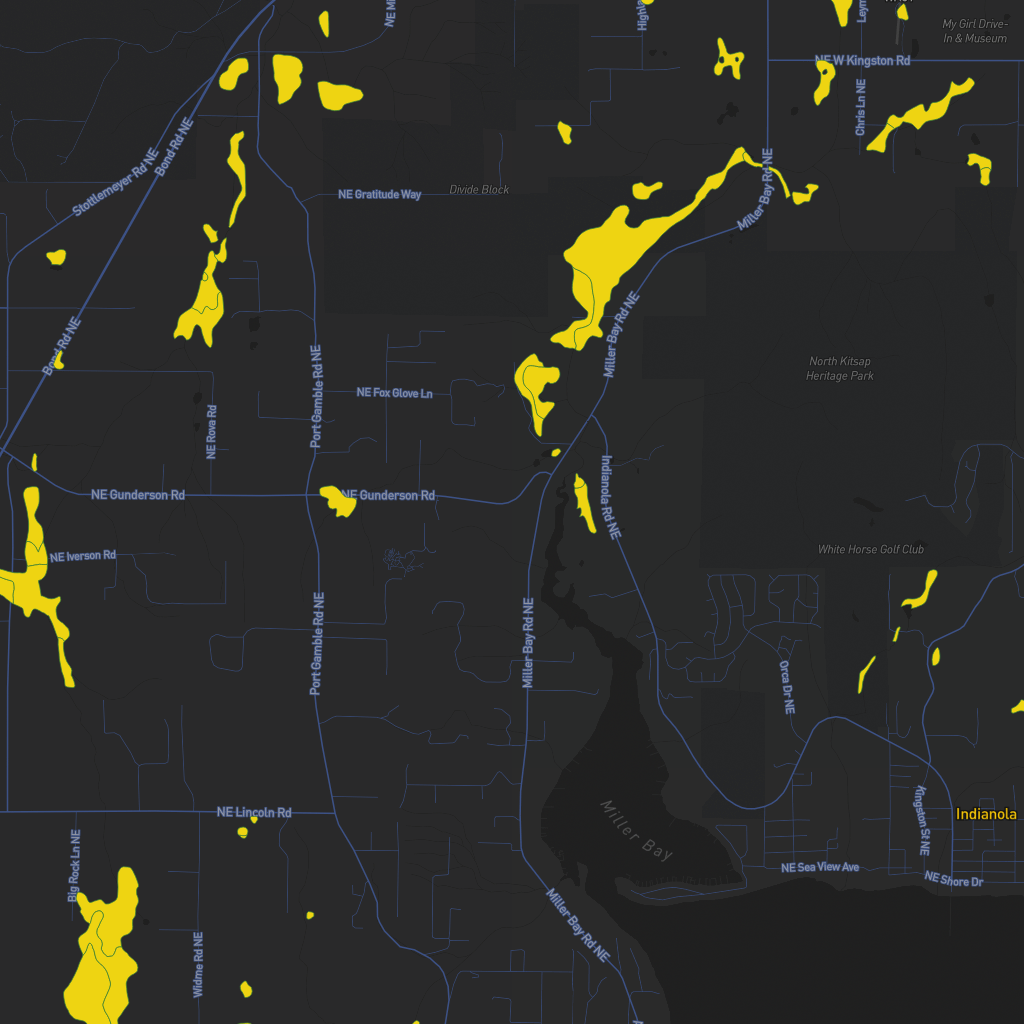 My Girl Drive-
In & Museum
NE W Kingston Rd
Chris Ln NE
Bond Rd NE
Stottlemeyer Rd NE
NE Gratitude Way
Divide Block
Miller Bay Rd NE
Miller Bay Rd NE
Bond Rd NE
Port Gamble Rd NE
North Kitsap
Heritage Park
NE Fox Glove Ln
NE Rova Rd
Indianola Rd NE
NE Gunderson Rd
NE Gunderson Rd
NE Iverson Rd
White Horse Golf Club
Port Gamble Rd NE
Miller Bay Rd NE
Orca Dr NE
NE Lincoln Rd
Miller Bay
Kingston St NE
Indianola
Big Rock Ln NE
NE Sea View Ave
NE Shore Dr
Miller Bay Rd NE
Widme Rd NE